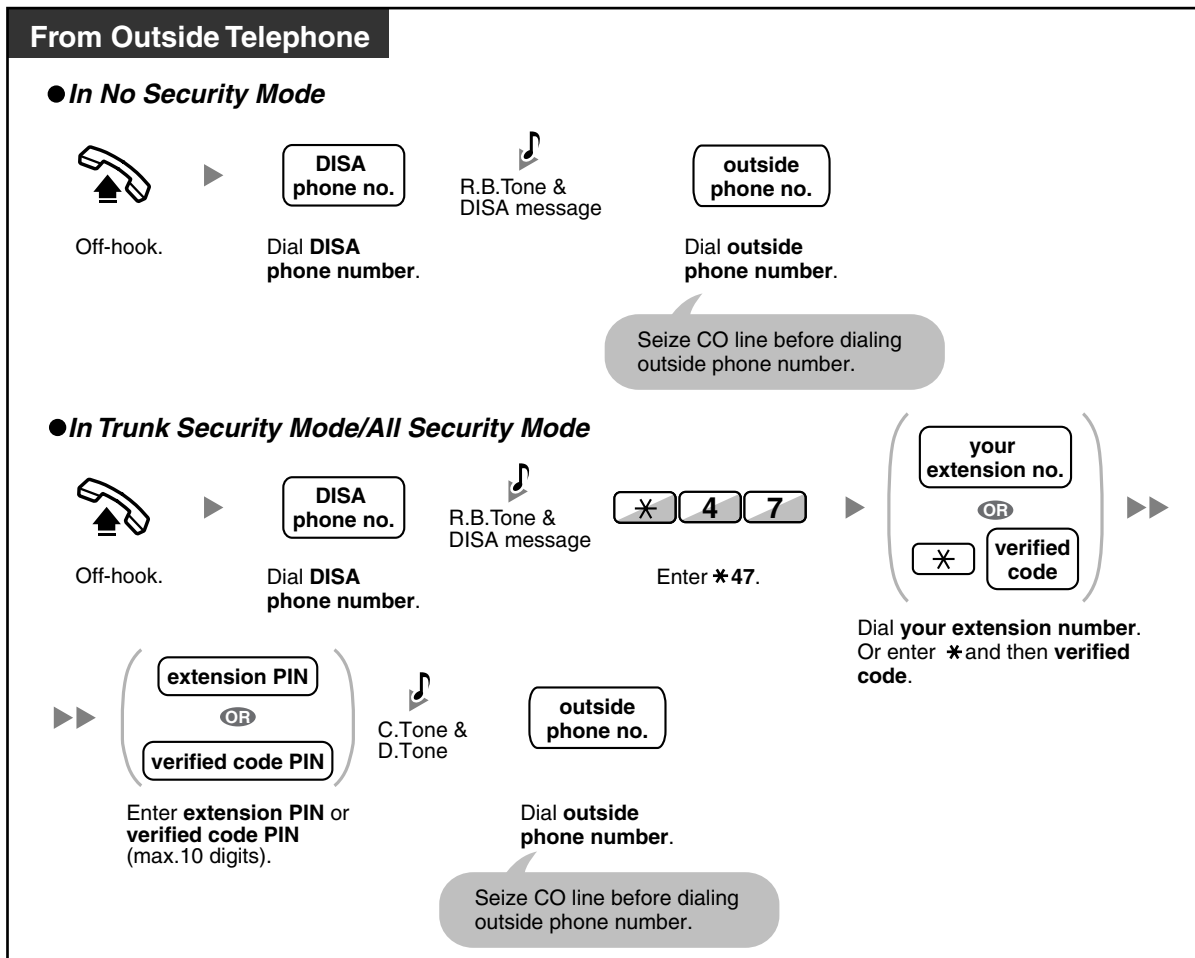 From Outside Telephone
●In No Security Mode
DISA
phone no.
R.B.Tone &
DISA message
outside
phone no.
Off-hook.
Dial DISA
phone number.
Dial outside
phone number.
Seize CO line before dialing
outside phone number.
●In Trunk Security Mode/All Security Mode
DISA
phone no.
R.B.Tone &
DISA message
* 4 7
your
extension no.
OR
* verified
code
Off-hook.
Dial DISA
phone number.
Enter *47.
Dial your extension number.
Or enter * and then verified
code.
extension PIN
OR
verified code PIN
C.Tone &
D.Tone
outside
phone no.
Enter extension PIN or
verified code PIN
(max.10 digits).
Dial outside
phone number.
Seize CO line before dialing
outside phone number.